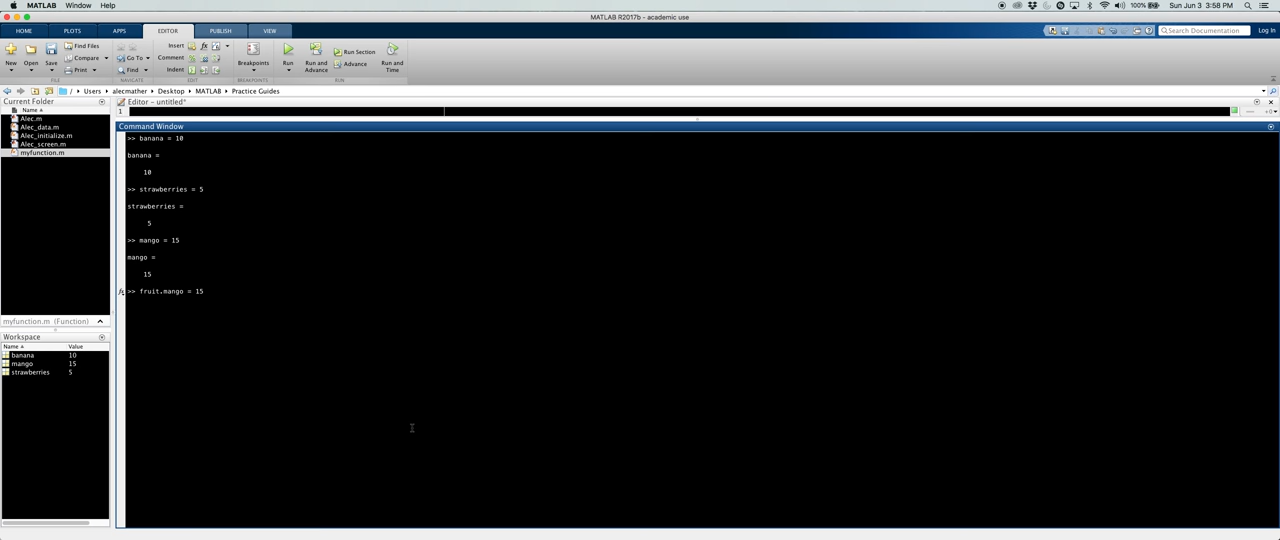 MATLAB Window Help 100% Sun Jun 3 3:58 PM
MATLAB R2017b - academic use
HOME PLOTS APPS EDITOR PUBLISH VIEW Search Documentation Log In
New Open Save Find Files Compare Print Go To Find Insert Comment Indent fx Breakpoints Run Run and Advance Run Section Advance Run and Time
FILE NAVIGATE EDIT BREAKPOINTS RUN
/ Users alecmather Desktop MATLAB Practice Guides
Current Folder
Name
Alec.m
Alec_data.m
Alec_initialize.m
Alec_screen.m
myfunction.m
myfunction.m (Function)
Workspace
Name Value
banana 10
mango 15
strawberries 5
Editor - untitled*
1
Command Window
>> banana = 10
banana =
10
>> strawberries = 5
strawberries =
5
>> mango = 15
mango =
15
fx >> fruit.mango = 15